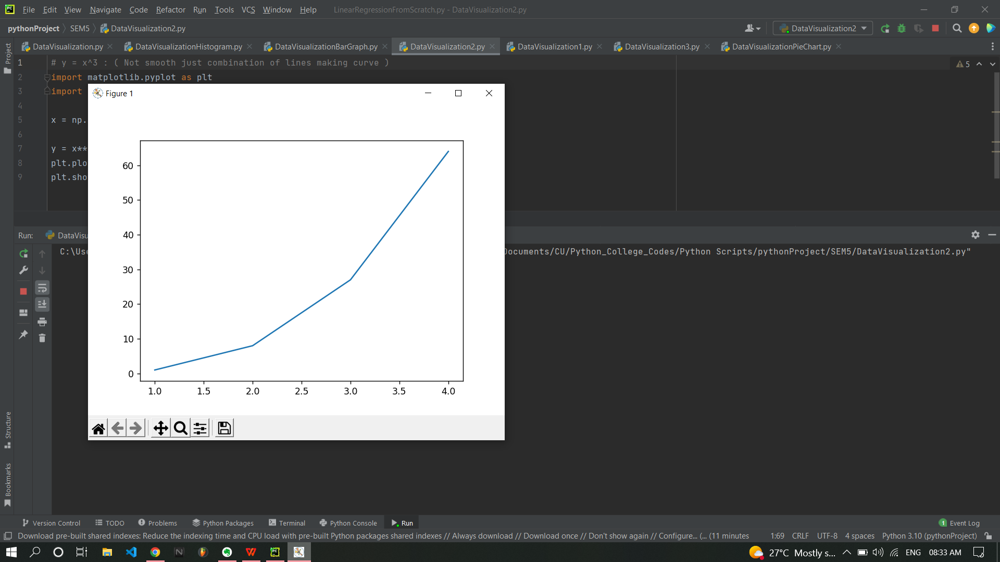 File Edit View Navigate Code Refactor Run Tools VCS Window Help LinearRegressionFromScratch.py - DataVisualization2.py
pythonProject SEM5 DataVisualization2.py DataVisualization2
DataVisualization.py DataVisualizationHistogram.py DataVisualizationBarGraph.py DataVisualization2.py DataVisualization1.py DataVisualization3.py DataVisualizationPieChart.py
Project
1 # y = x^3 : ( Not smooth just combination of lines making curve ) 5
2 import matplotlib.pyplot as plt
3 import
4
5 x = np.
6
7 y = x**
8 plt.plo
9 plt.sho
Figure 1
60
50
40
30
20
10
0
1.0 1.5 2.0 2.5 3.0 3.5 4.0
Run: DataVisu
C:\Use Documents/CU/Python_College_Codes/Python Scripts/pythonProject/SEM5/DataVisualization2.py"
Structure
Bookmarks
Version Control TODO Problems Python Packages Terminal Python Console Run 1 Event Log
Download pre-built shared indexes: Reduce the indexing time and CPU load with pre-built Python packages shared indexes // Always download // Download once // Don't show again // Configure... (... (11 minutes 1:69 CRLF UTF-8 4 spaces Python 3.10 (pythonProject)
27°C Mostly s... ENG 08:33 AM